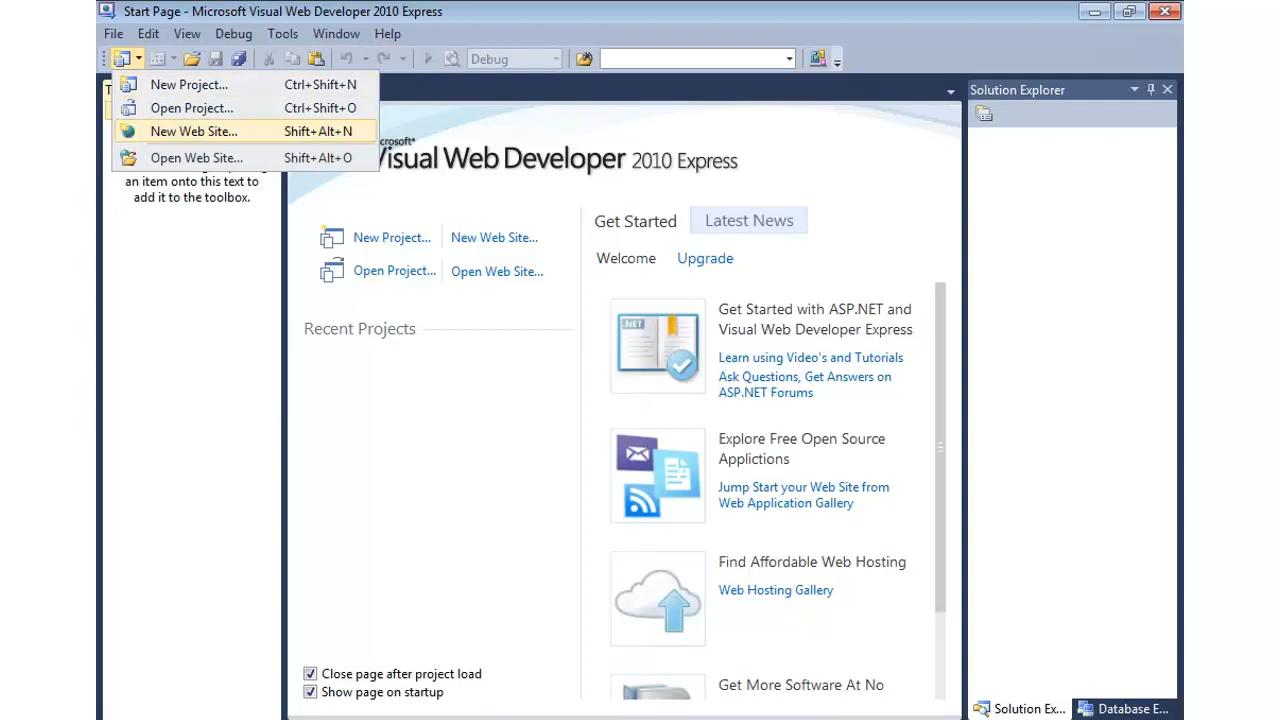 Start Page - Microsoft Visual Web Developer 2010 Express
File Edit View Debug Tools Window Help
Debug
New Project... Ctrl+Shift+N
Open Project... Ctrl+Shift+O
New Web Site... Shift+Alt+N
Open Web Site... Shift+Alt+O
an item onto this text to
add it to the toolbox.
Solution Explorer
Visual Web Developer 2010 Express
New Project... New Web Site...
Open Project... Open Web Site...
Recent Projects
Close page after project load
Show page on startup
Get Started Latest News
Welcome Upgrade
Get Started with ASP.NET and
Visual Web Developer Express
Learn using Video's and Tutorials
Ask Questions, Get Answers on
ASP.NET Forums
.NET
Explore Free Open Source
Applictions
Jump Start your Web Site from
Web Application Gallery
Find Affordable Web Hosting
Web Hosting Gallery
Get More Software At No
Solution Ex... Database E...